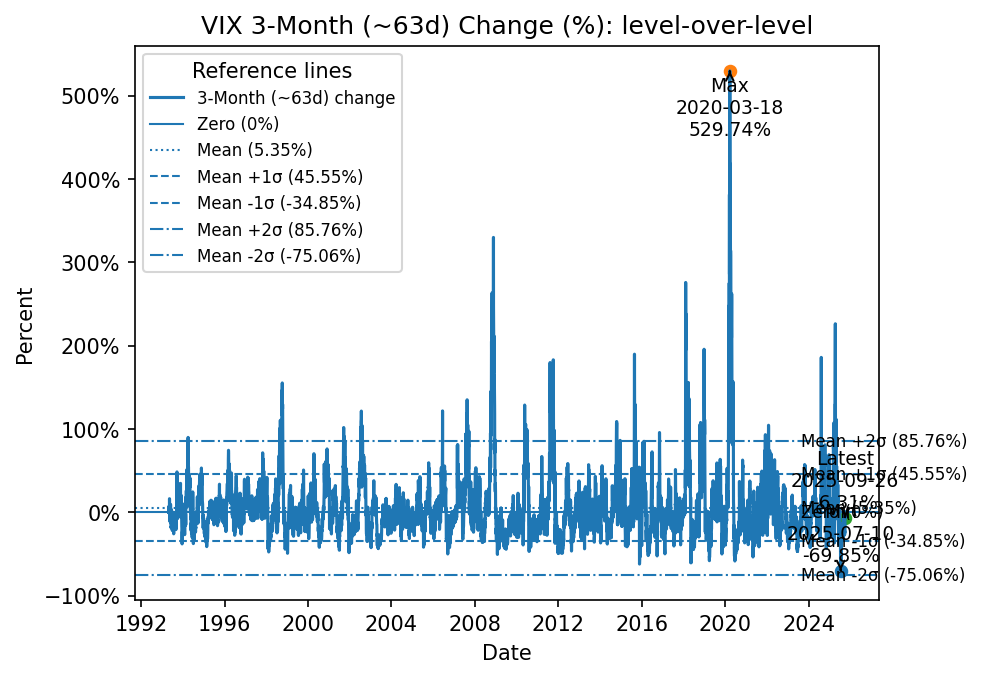 VIX 3-Month (~63d) Change (%): level-over-level
Percent
500%
400%
300%
200%
100%
0%
−100%
Reference lines
3-Month (~63d) change
Zero (0%)
Mean (5.35%)
Mean +1σ (45.55%)
Mean -1σ (-34.85%)
Mean +2σ (85.76%)
Mean -2σ (-75.06%)
Max
2020-03-18
529.74%
Mean +2σ (85.76%)
Latest
Mean +1σ (45.55%)
2025-09-26
2025-07-10
Mean -1σ (-34.85%)
-69.85%
Mean -2σ (-75.06%)
1992
1996
2000
2004
2008
2012
2016
2020
2024
Date